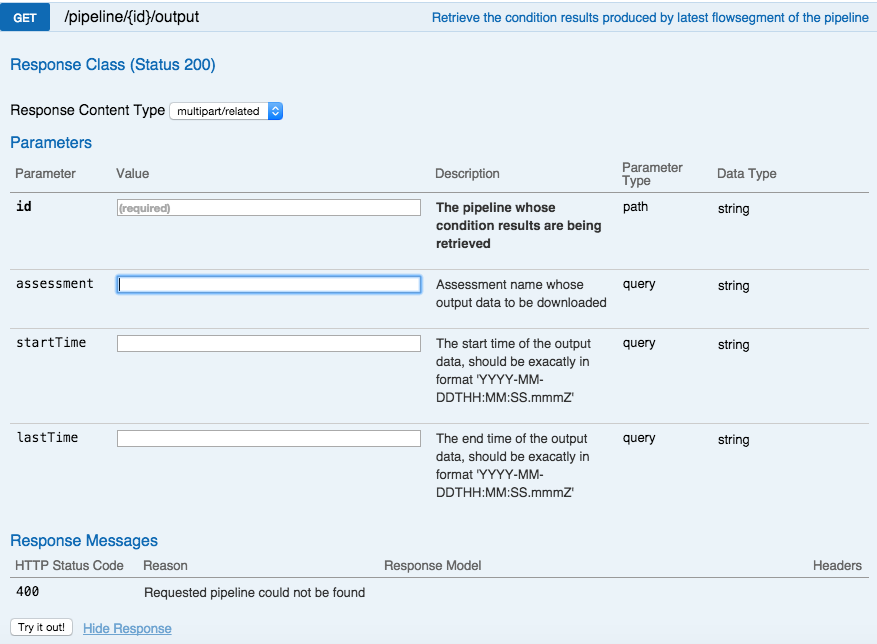 GET /pipeline/{id}/output Retrieve the condition results produced by latest flowsegment of the pipeline
Response Class (Status 200)
Response Content Type multipart/related
Parameters
Parameter Value Description Parameter Type Data Type
id (required) The pipeline whose condition results are being retrieved path string
assessment Assessment name whose output data to be downloaded query string
startTime The start time of the output data, should be exacatly in format 'YYYY-MM-DDTHH:MM:SS.mmmZ' query string
lastTime The end time of the output data, should be exacatly in format 'YYYY-MM-DDTHH:MM:SS.mmmZ' query string
Response Messages
HTTP Status Code Reason Response Model Headers
400 Requested pipeline could not be found
Try it out! Hide Response